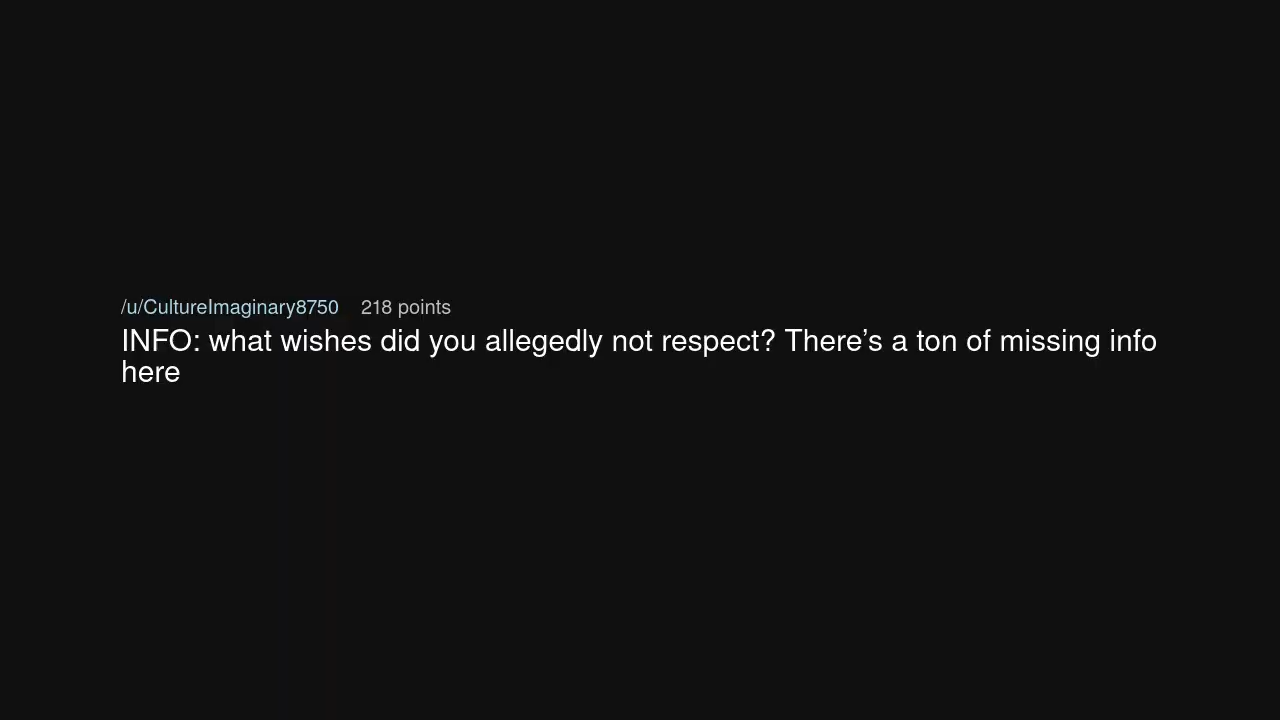 /u/CultureImaginary8750 218 points
INFO: what wishes did you allegedly not respect? There’s a ton of missing info
here